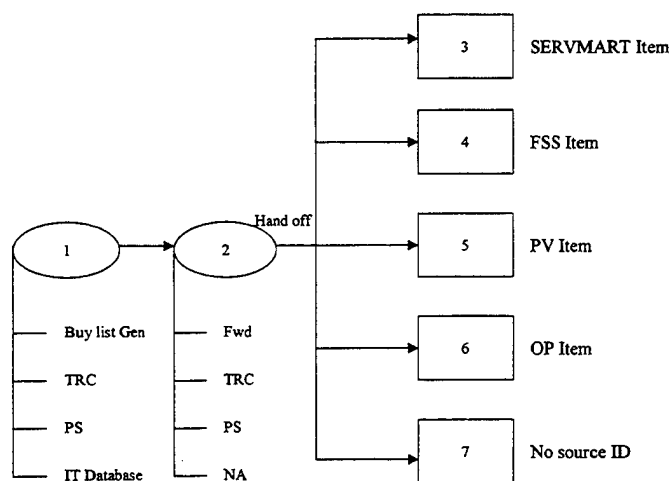 3 SERVMART Item
4 FSS Item
Hand off
1
2
5 PV Item
Buy list Gen
Fwd
6 OP Item
TRC
TRC
PS
PS
7 No source ID
IT Database
NA